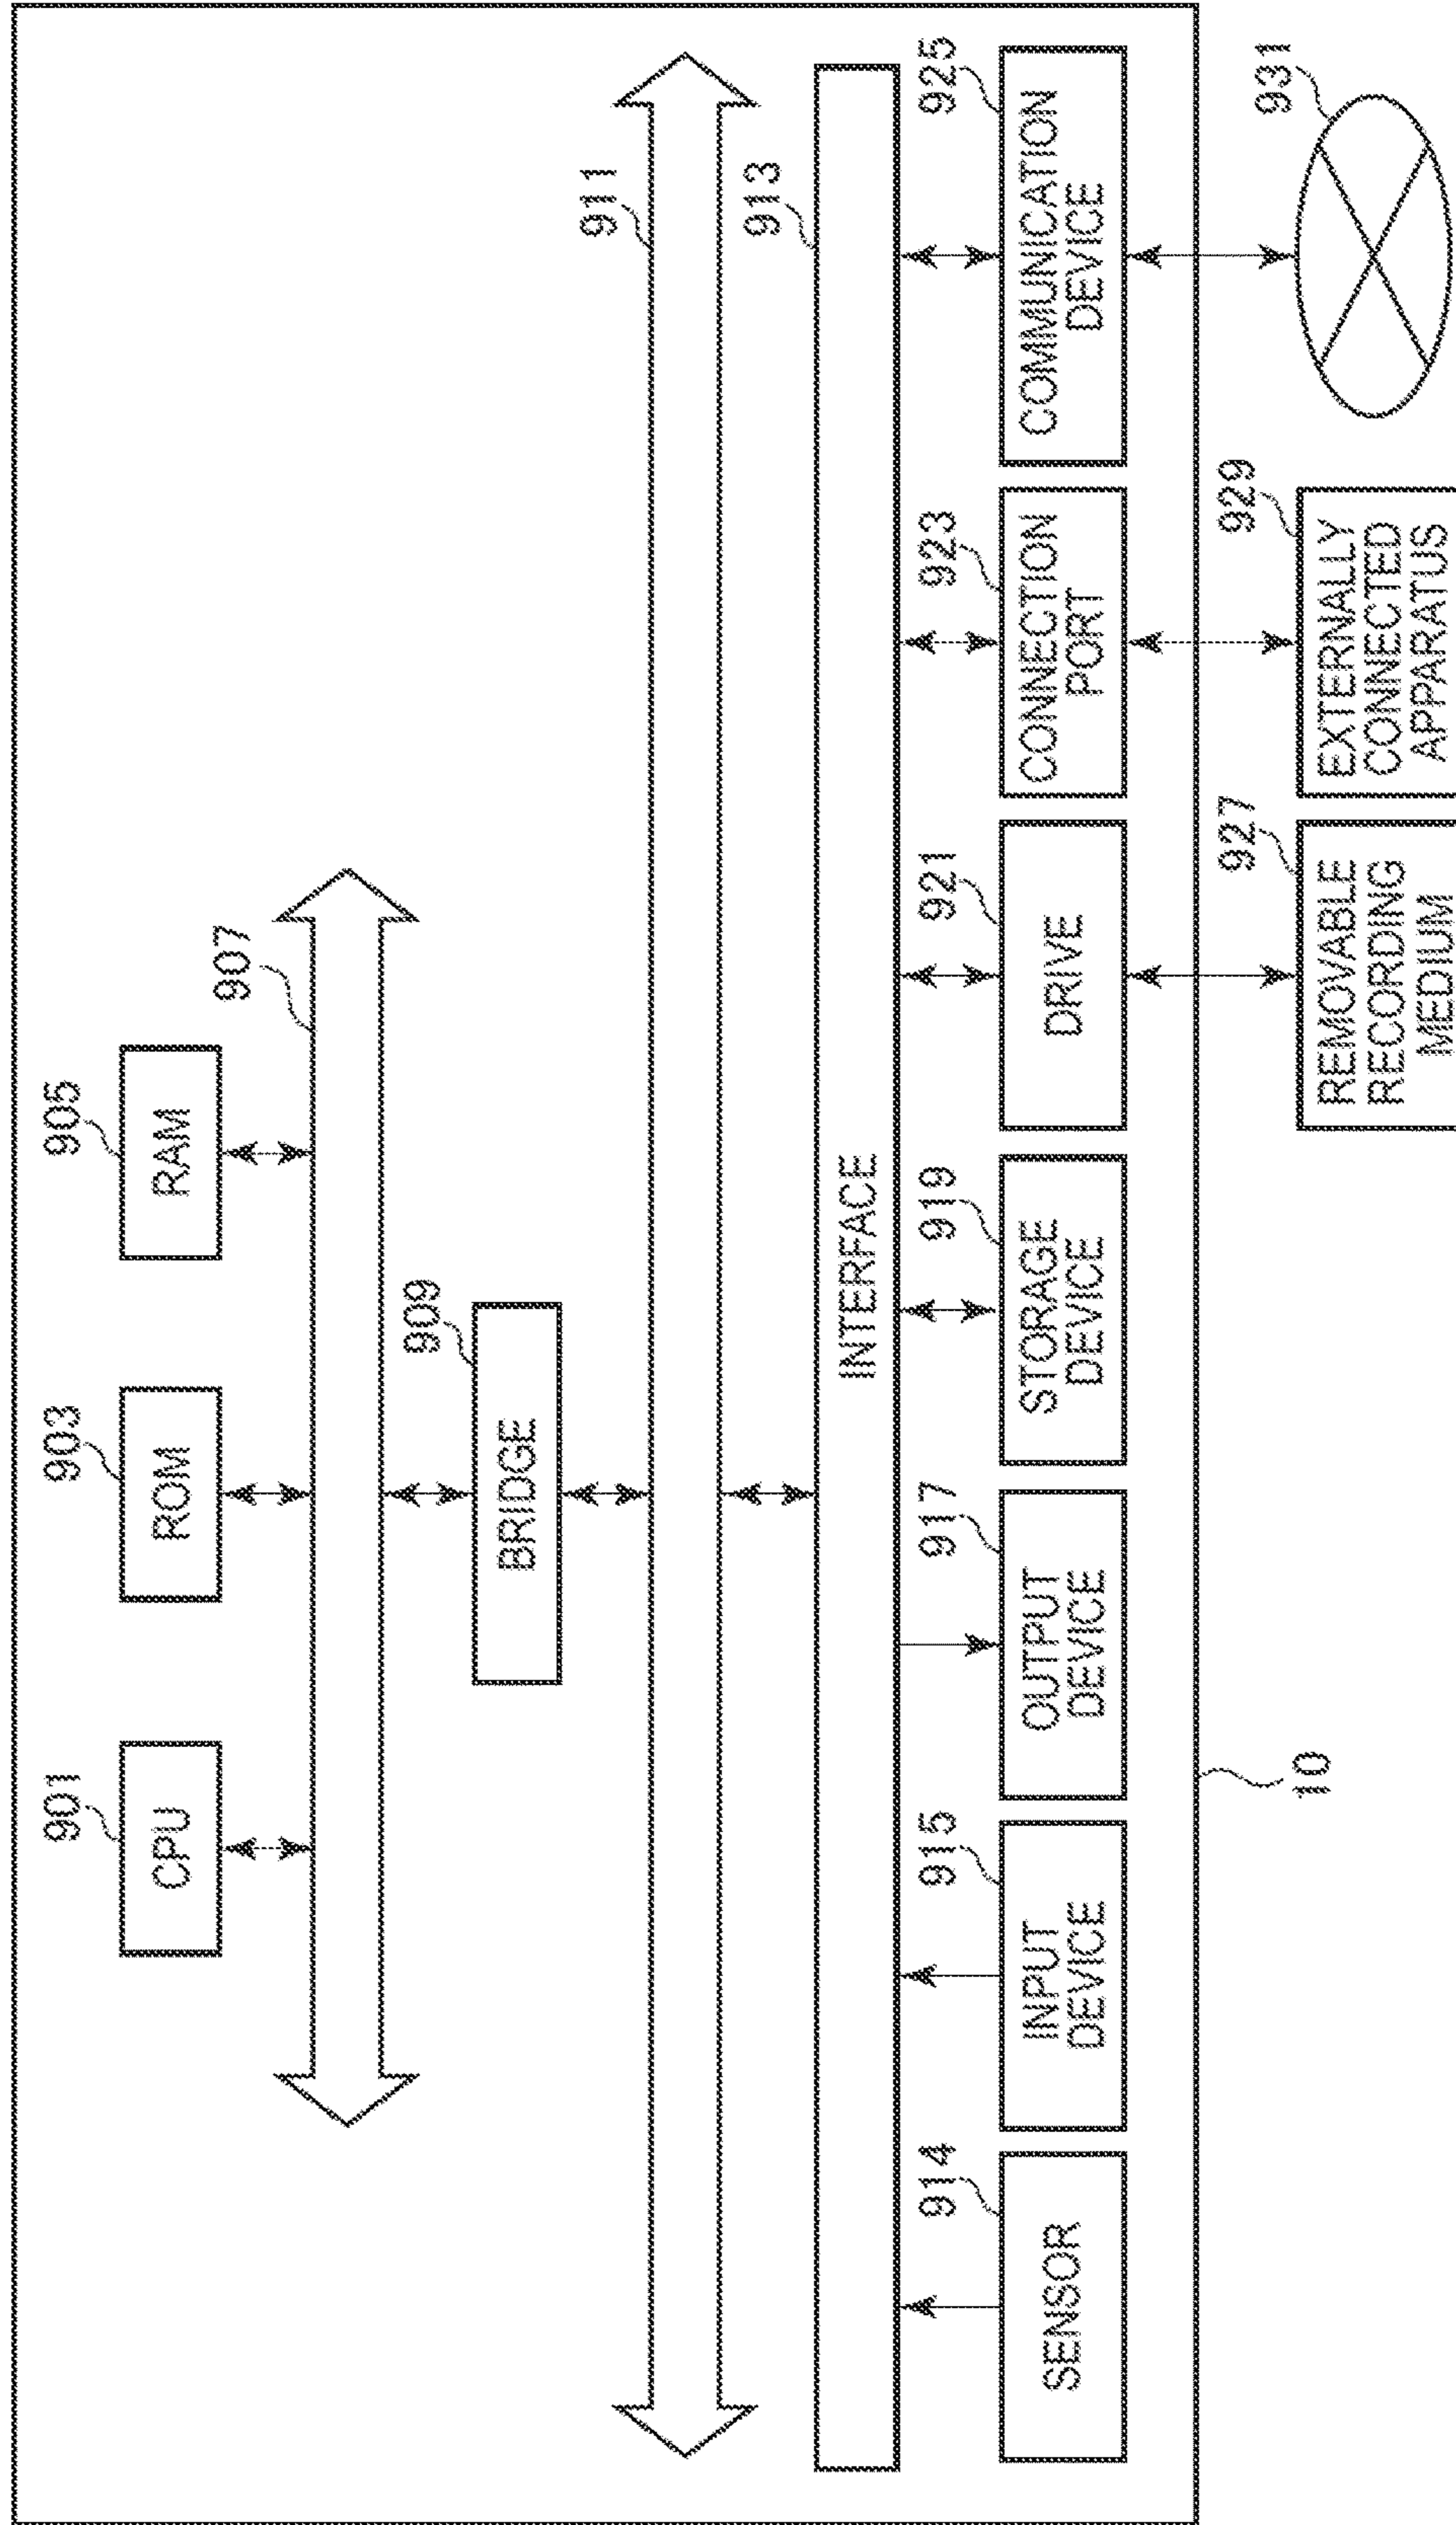 901
CPU
903
ROM
905
RAM
907
909
BRIDGE
911
913
INTERFACE
914
SENSOR
915
INPUT
DEVICE
917
OUTPUT
DEVICE
919
STORAGE
DEVICE
921
DRIVE
923
CONNECTION
PORT
925
COMMUNICATION
DEVICE
10
927
REMOVABLE
RECORDING
MEDIUM
929
EXTERNALLY
CONNECTED
APPARATUS
931